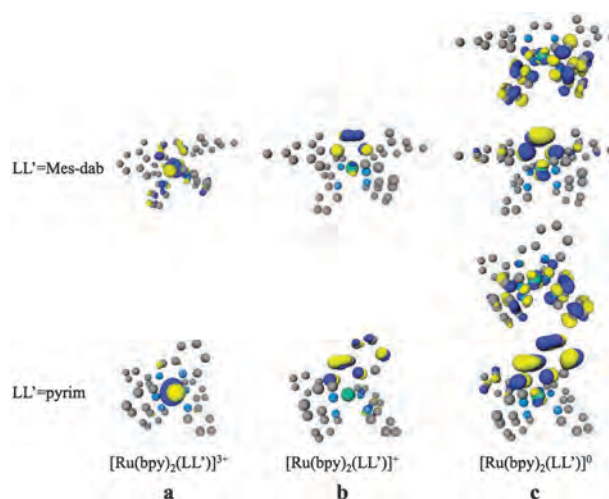 LL'=Mes-dab
LL'=pyrim
[Ru(bpy)₂(LL')]³⁺ [Ru(bpy)₂(LL')]⁺ [Ru(bpy)₂(LL')]⁰
a b c